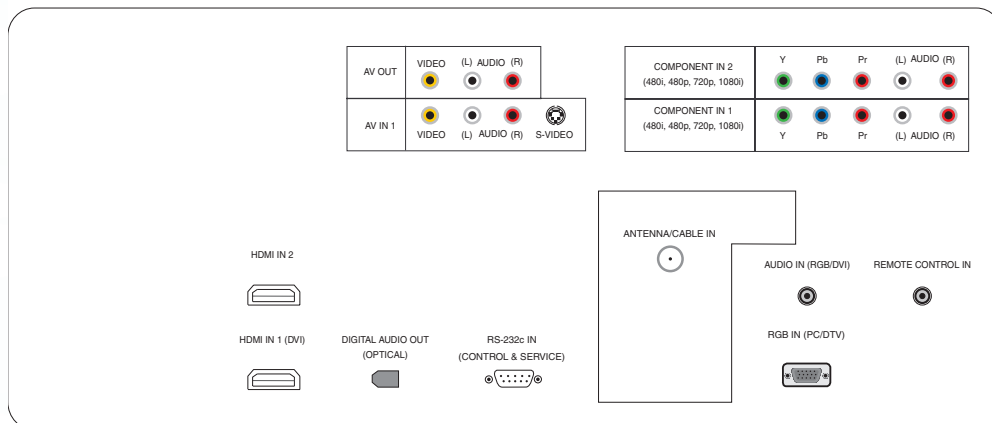 AV OUT
VIDEO (L) AUDIO (R)
AV IN 1
VIDEO (L) AUDIO (R) S-VIDEO
COMPONENT IN 2
(480i, 480p, 720p, 1080i)
Y Pb Pr (L) AUDIO (R)
COMPONENT IN 1
(480i, 480p, 720p, 1080i)
Y Pb Pr (L) AUDIO (R)
ANTENNA/CABLE IN
HDMI IN 2
AUDIO IN (RGB/DVI)
REMOTE CONTROL IN
HDMI IN 1 (DVI)
DIGITAL AUDIO OUT
(OPTICAL)
RS-232c IN
(CONTROL & SERVICE)
RGB IN (PC/DTV)